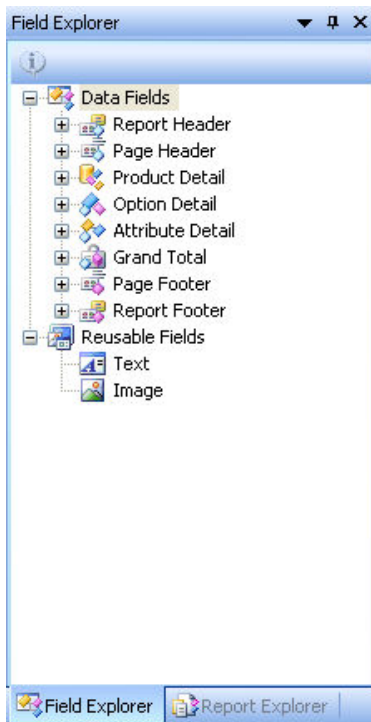 Field Explorer
Data Fields
Report Header
Page Header
Product Detail
Option Detail
Attribute Detail
Grand Total
Page Footer
Report Footer
Reusable Fields
Text
Image
Field Explorer Report Explorer